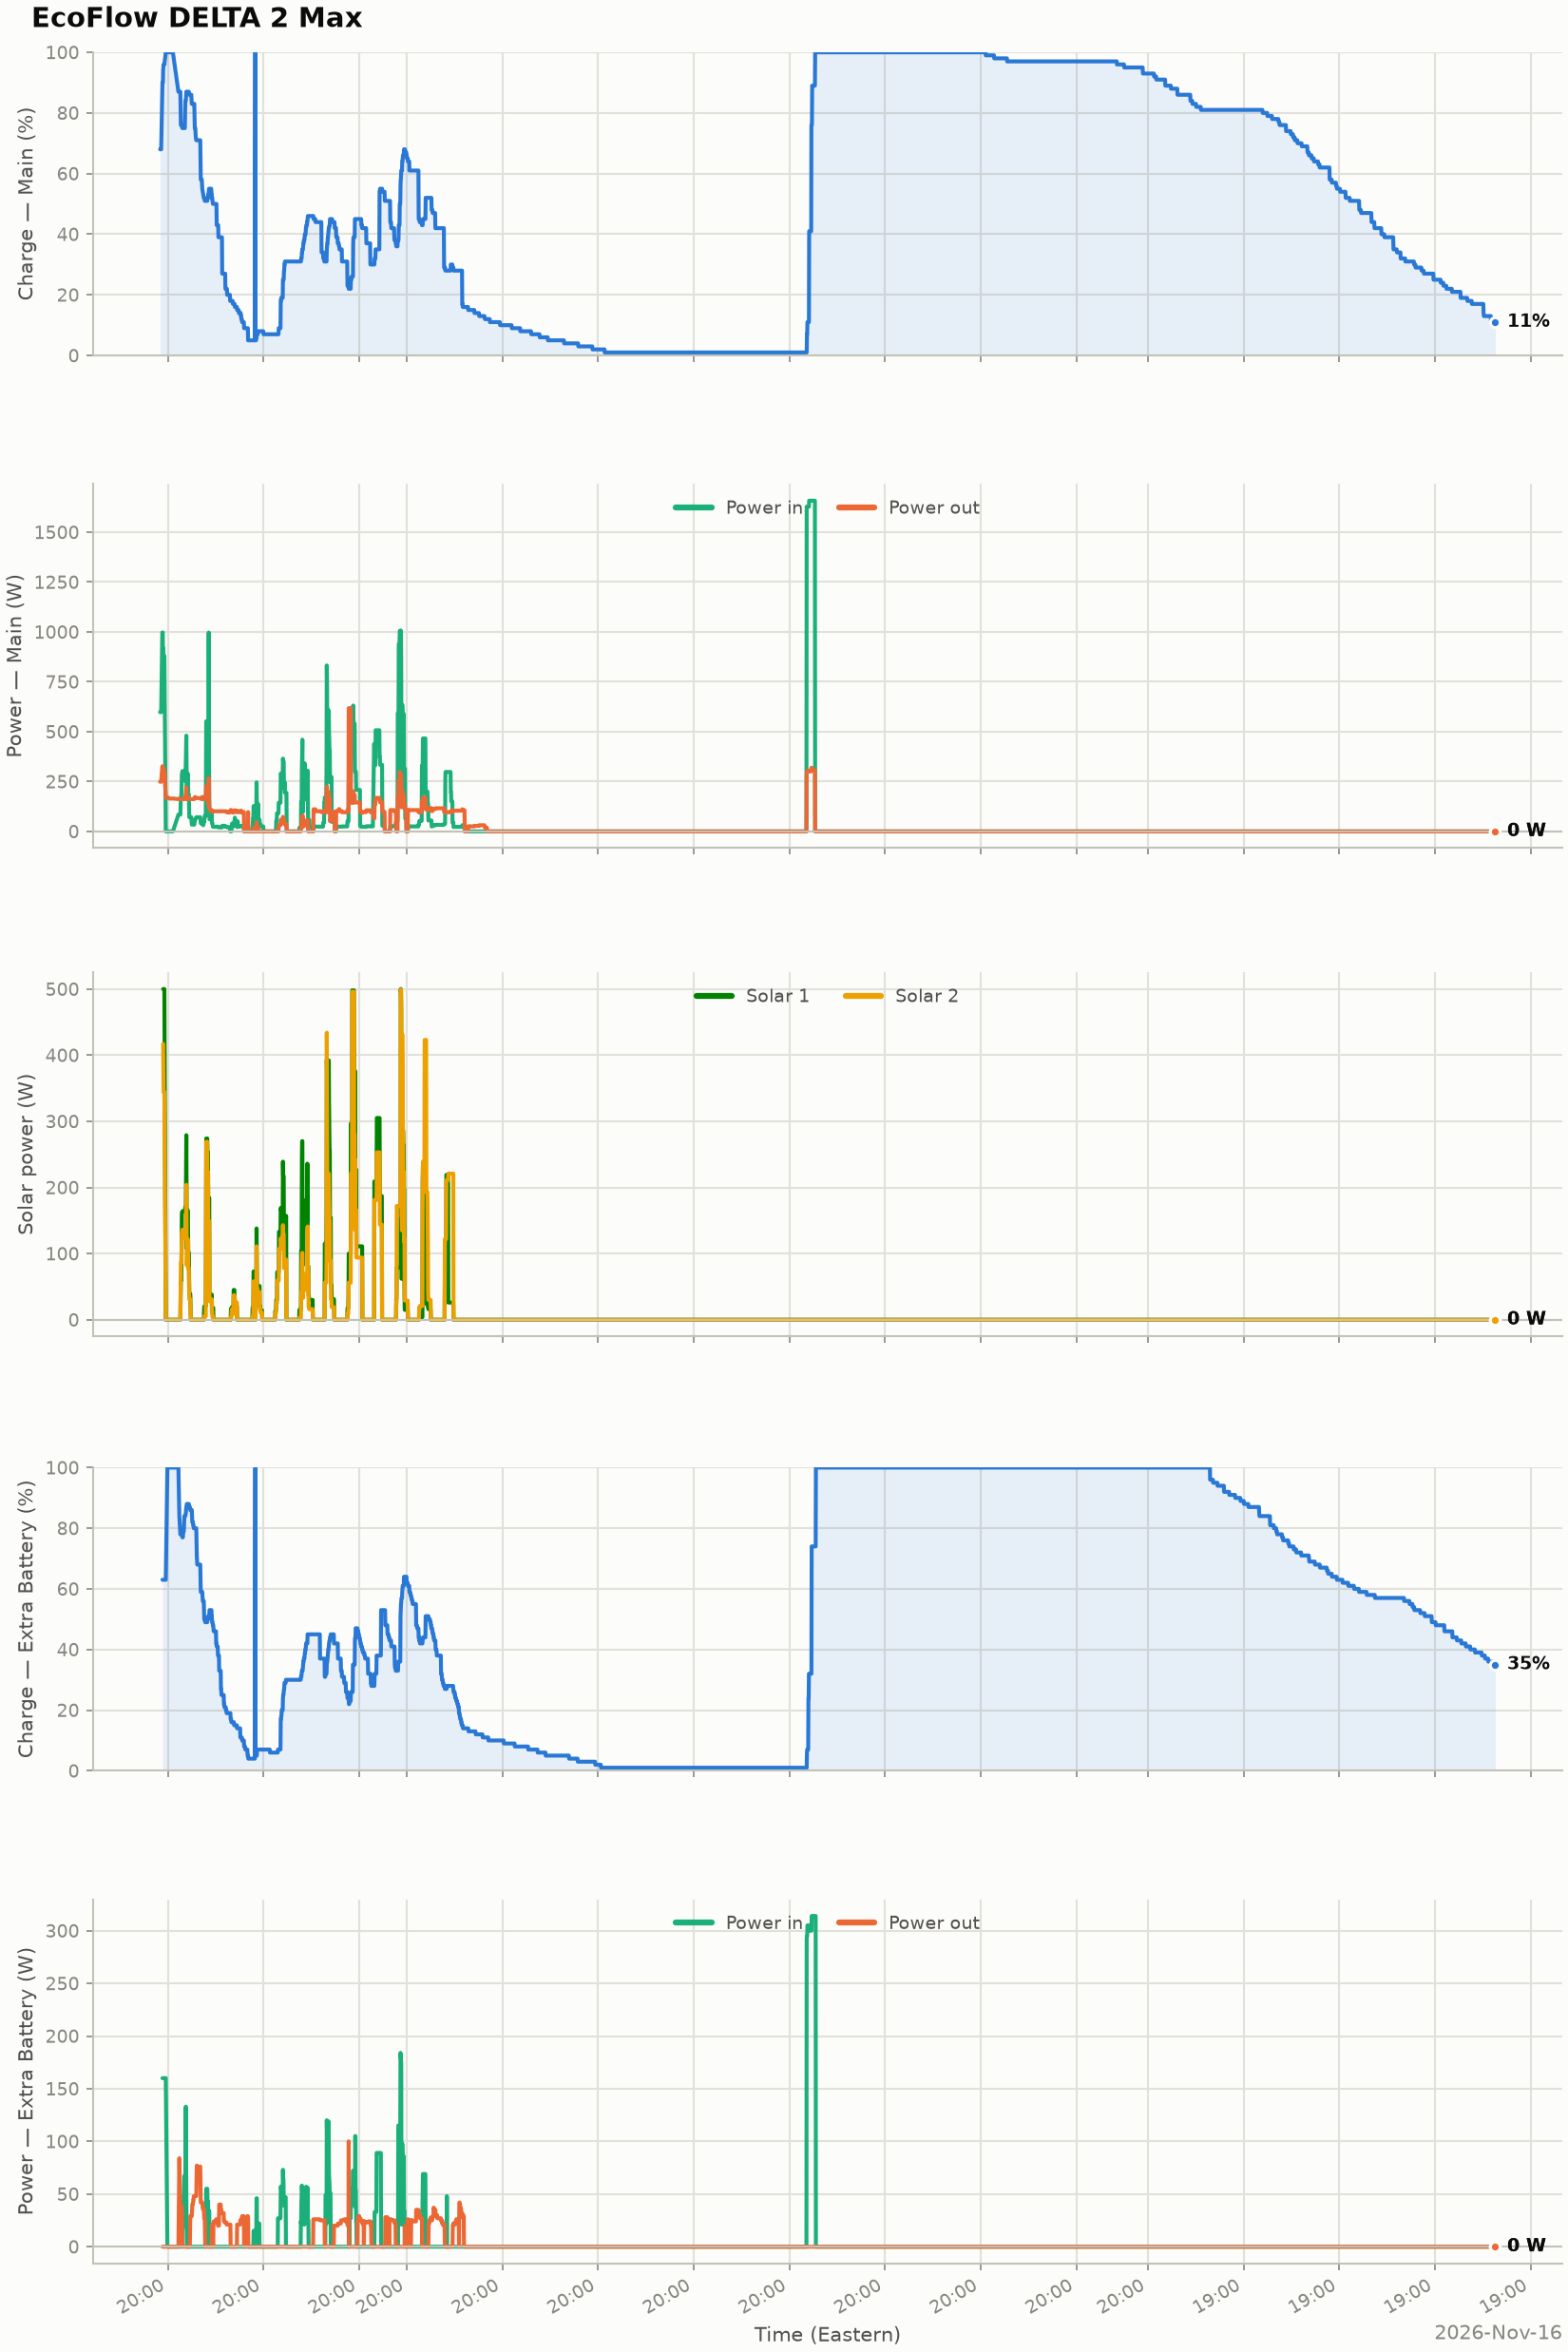 EcoFlow DELTA 2 Max
Charge — Main (%)
100
80
60
40
20
0
11%
Power — Main (W)
Power in
Power out
1500
1250
1000
750
500
250
0
0 W
Solar power (W)
Solar 1
Solar 2
500
400
300
200
100
0
0 W
Charge — Extra Battery (%)
100
80
60
40
20
0
35%
Power — Extra Battery (W)
Power in
Power out
300
250
200
150
100
50
0
0 W
20:00 20:00 20:00 20:00 20:00 20:00 20:00 20:00 20:00 20:00 20:00 20:00 19:00 19:00 19:00 19:00
Time (Eastern)
2026-Nov-16